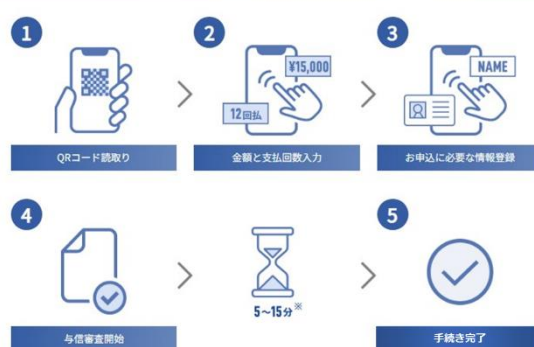 1
2
3
¥15,000
12回払
NAME
QRコード読取り
金額と支払回数入力
お申込に必要な情報登録
4
5
5~15分※
与信審査開始
手続き完了